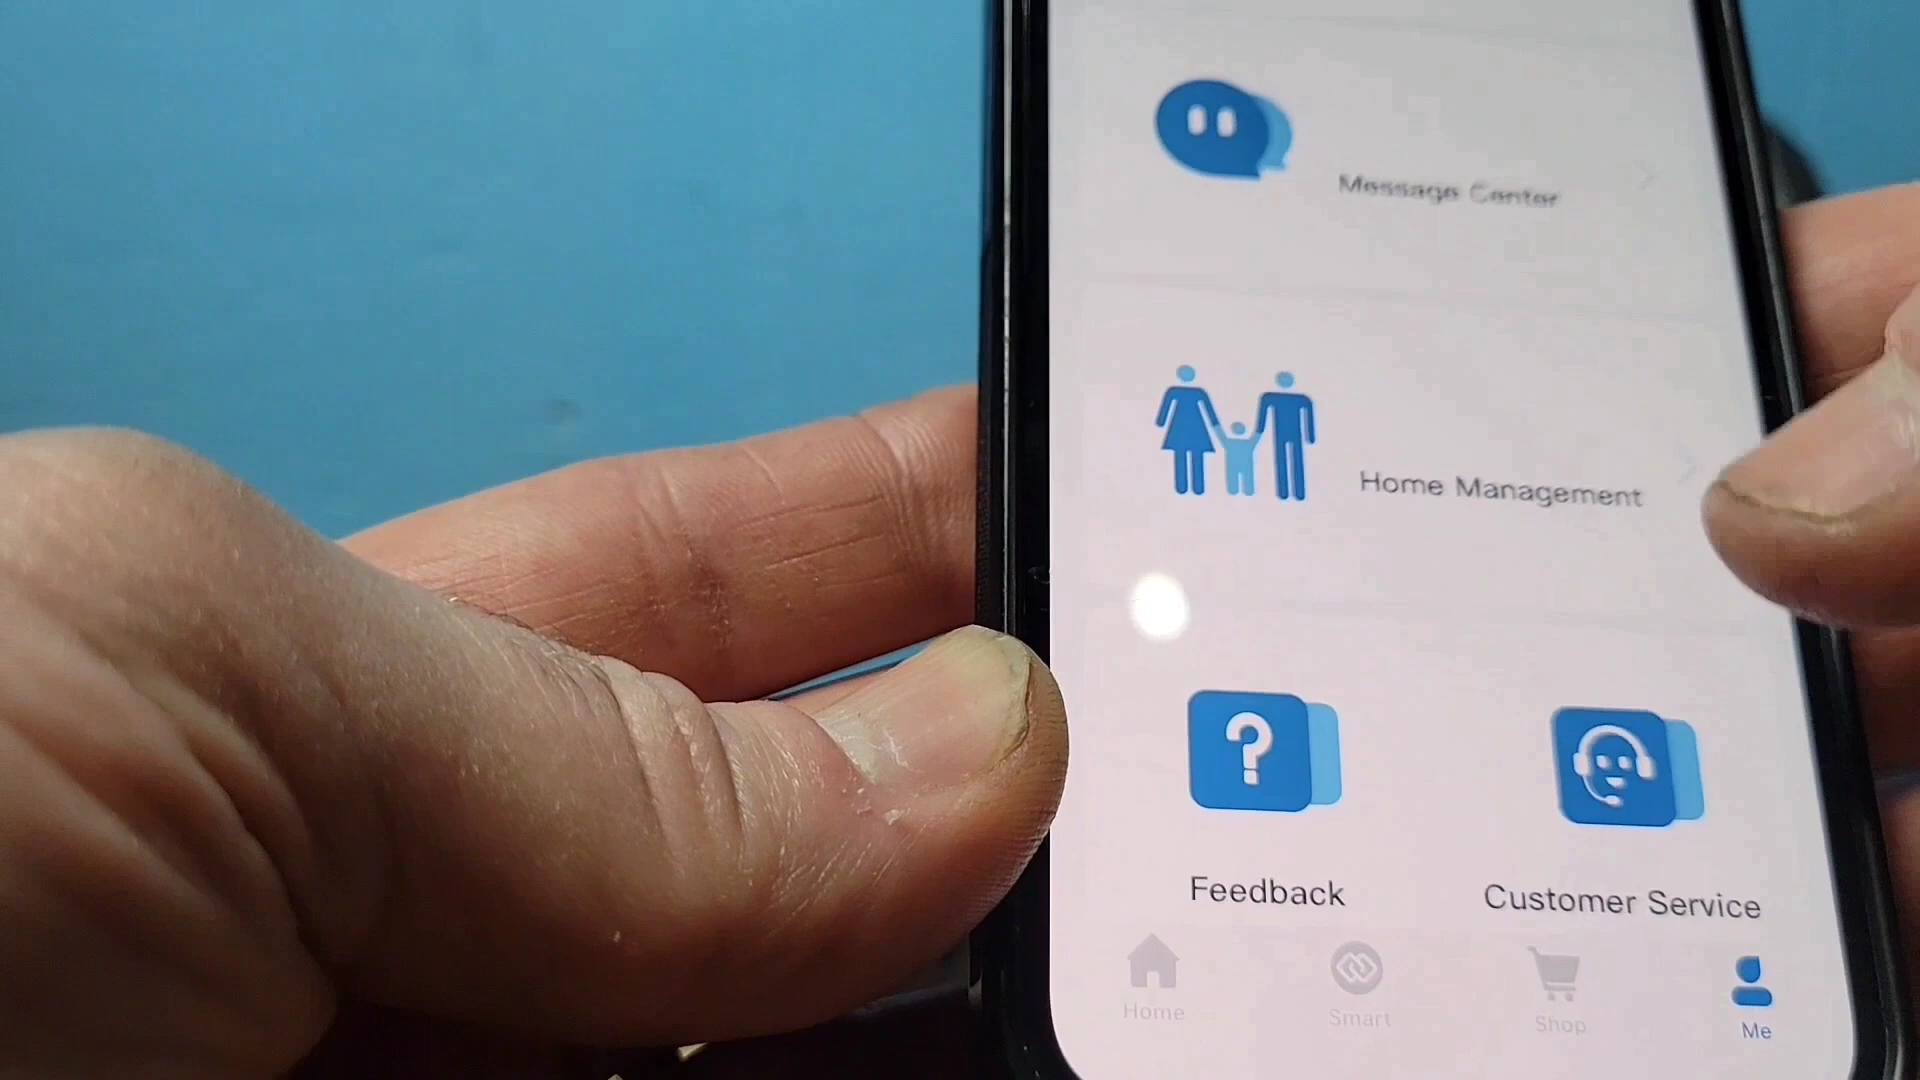 Message Center
Home Management
Feedback
Customer Service
Home
Smart
Shop
Me